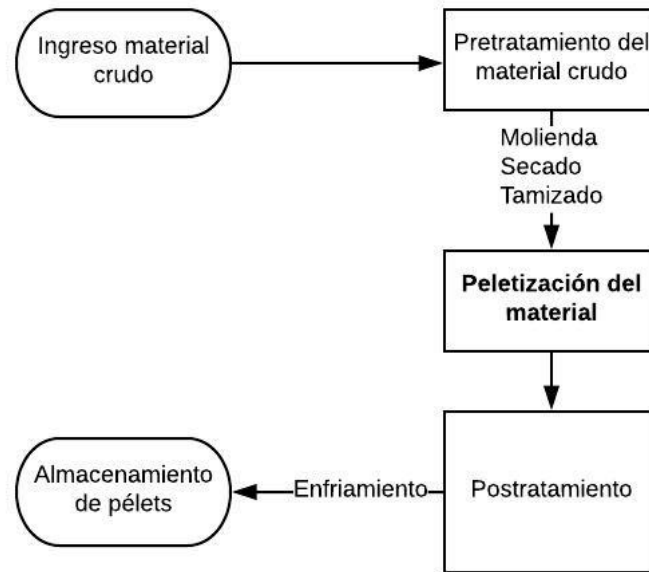 Ingreso material
crudo
Pretratamiento del
material crudo
Molienda
Secado
Tamizado
Peletización del
material
Postratamiento
Enfriamiento
Almacenamiento
de pélets